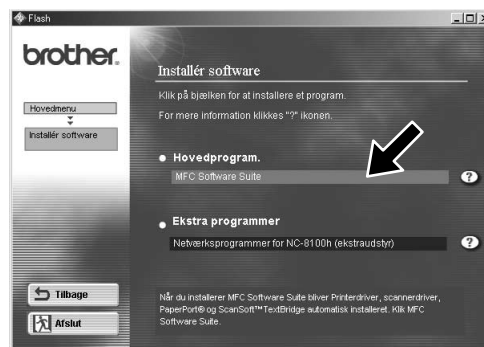 Flash
brother.
Installér software
Klik på bjælken for at installere et program.
For mere information klikkes "?" ikonen.
Hovedmenu
Installér software
Hovedprogram.
MFC Software Suite
?
Ekstra programmer
Netværksprogrammer for NC-8100h (ekstraudstyr)
?
Tilbage
Afslut
Når du installerer MFC Software Suite bliver Printerdriver, scannerdriver,
PaperPort® og ScanSoft™TextBridge automatisk installeret. Klik MFC
Software Suite.